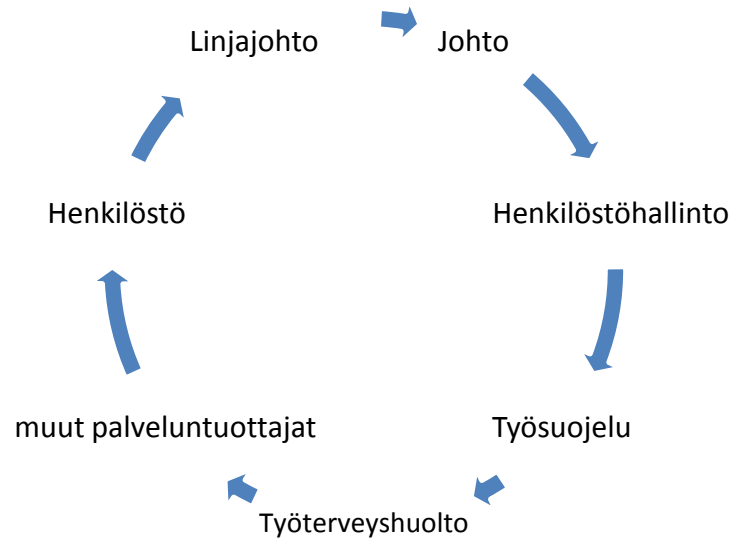 Linjajohto
Johto
Henkilöstö
Henkilöstöhallinto
muut palveluntuottajat
Työsuojelu
Työterveyshuolto